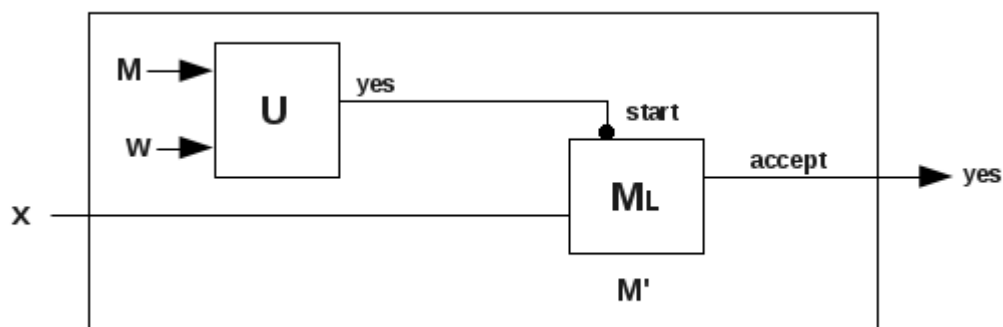 M
yes
U
start
W
accept
yes
ML
X
M'